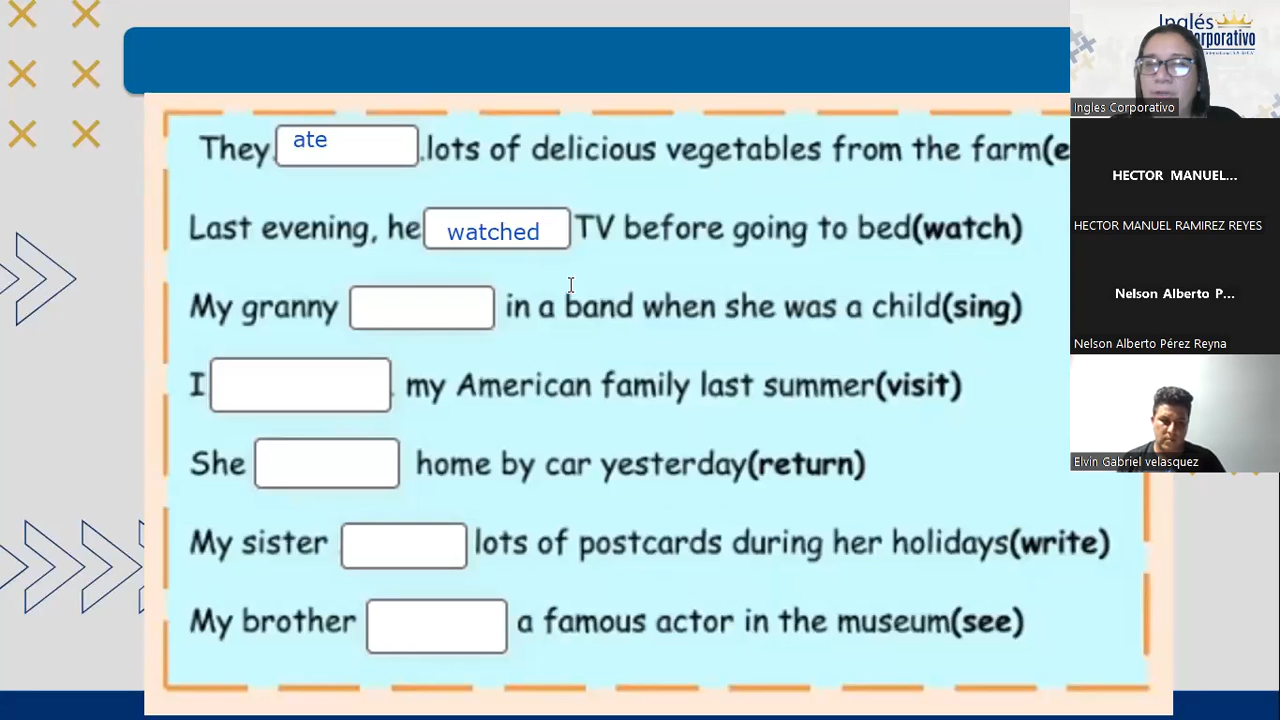 They ate .lots of delicious vegetables from the farm(e
Last evening, he watched TV before going to bed(watch)
My granny in a band when she was a child(sing)
I my American family last summer(visit)
She home by car yesterday(return)
My sister lots of postcards during her holidays(write)
My brother a famous actor in the museum(see)
Inglés
orporativo
Ingles Corporativo
HECTOR MANUEL...
HECTOR MANUEL RAMIREZ REYES
Nelson Alberto P...
Nelson Alberto Pérez Reyna
Elvin Gabriel velasquez